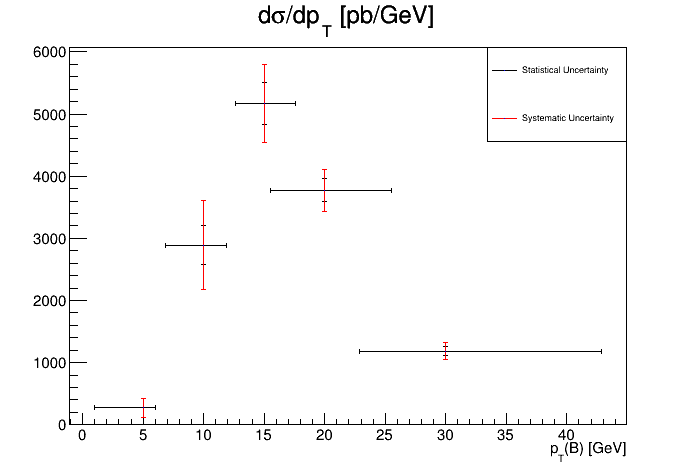 dσ/dp_T [pb/GeV]
Statistical Uncertainty
Systematic Uncertainty
6000
5000
4000
3000
2000
1000
0
0 5 10 15 20 25 30 35 40
p_T(B) [GeV]